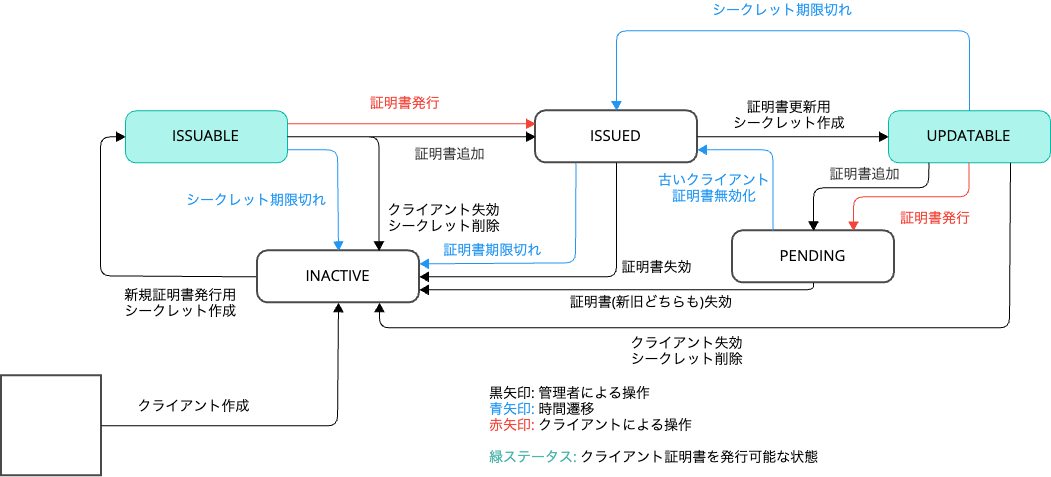 シークレット期限切れ
証明書発行
証明書更新用
シークレット作成
ISSUABLE
ISSUED
UPDATABLE
証明書追加
証明書追加
古いクライアント
証明書無効化
シークレット期限切れ
クライアント失効
シークレット削除
証明書発行
証明書期限切れ
PENDING
INACTIVE
証明書失効
新規証明書発行用
シークレット作成
証明書(新旧どちらも)失効
クライアント失効
シークレット削除
クライアント作成
黒矢印: 管理者による操作
青矢印: 時間遷移
赤矢印: クライアントによる操作
緑ステータス: クライアント証明書を発行可能な状態